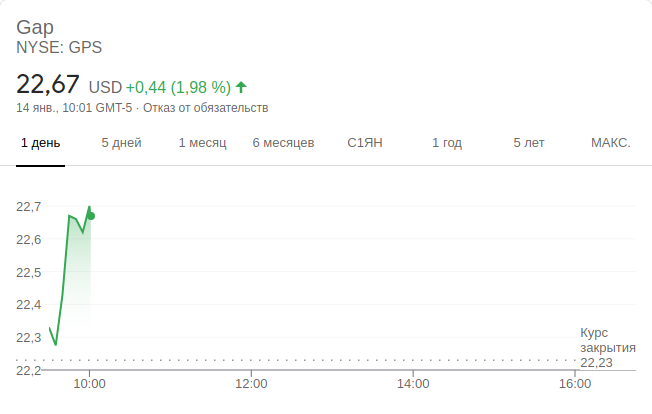 Gap
NYSE: GPS
22,67 USD +0,44 (1,98 %)
14 янв., 10:01 GMT-5 · Отказ от обязательств
1 день 5 дней 1 месяц 6 месяцев С1ЯН 1 год 5 лет МАКС.
22,7
22,6
22,5
22,4
22,3
22,2
Курс
закрытия
22,23
10:00 12:00 14:00 16:00